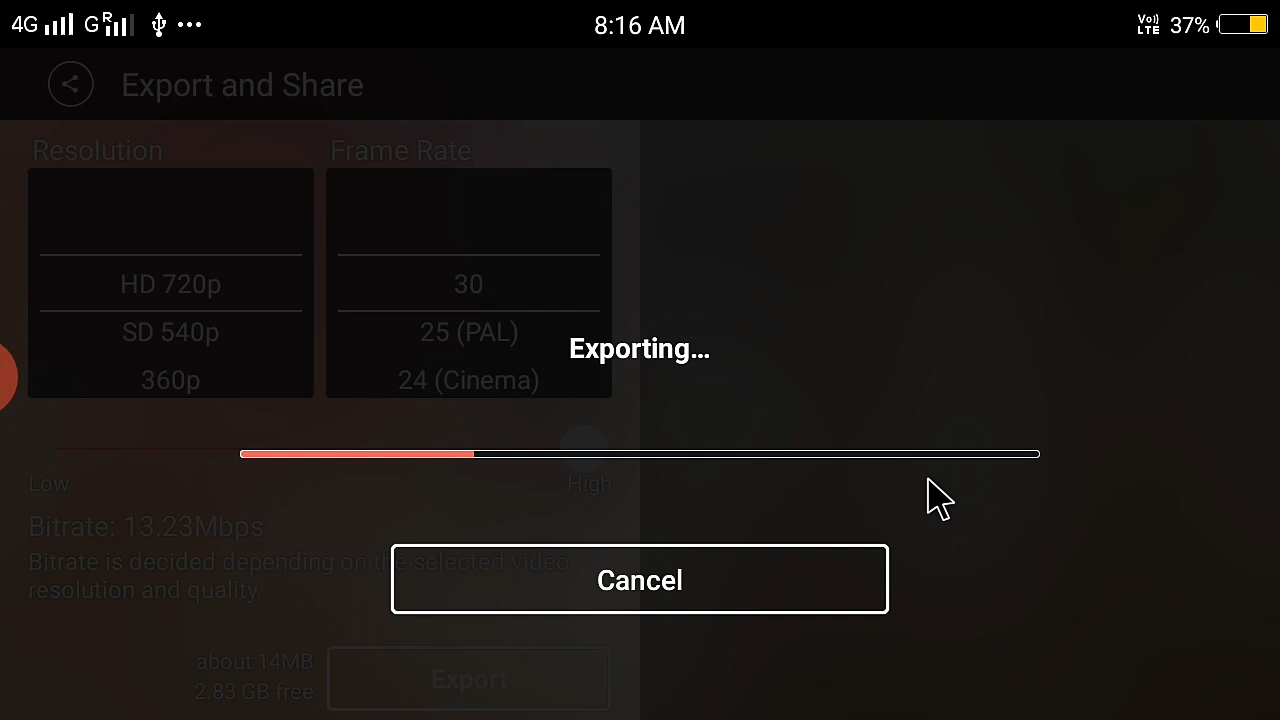 4G G R 8:16 AM Vo)) LTE 37%
Export and Share
Resolution Frame Rate
HD 720p 30
SD 540p 25 (PAL)
360p 24 (Cinema)
Exporting...
Low High
Bitrate: 13.23Mbps
Bitrate is decided depending on the selected video
resolution and quality.
Cancel
about 14MB
2.83 GB free
Export